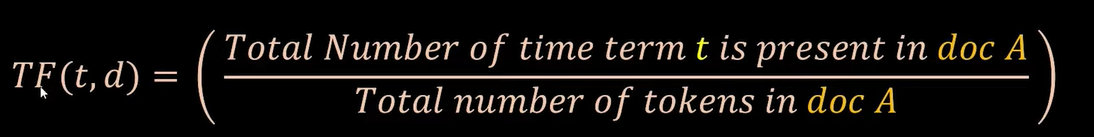 TF(t, d) = (Total Number of time term t is present in doc A
Total number of tokens in doc A)